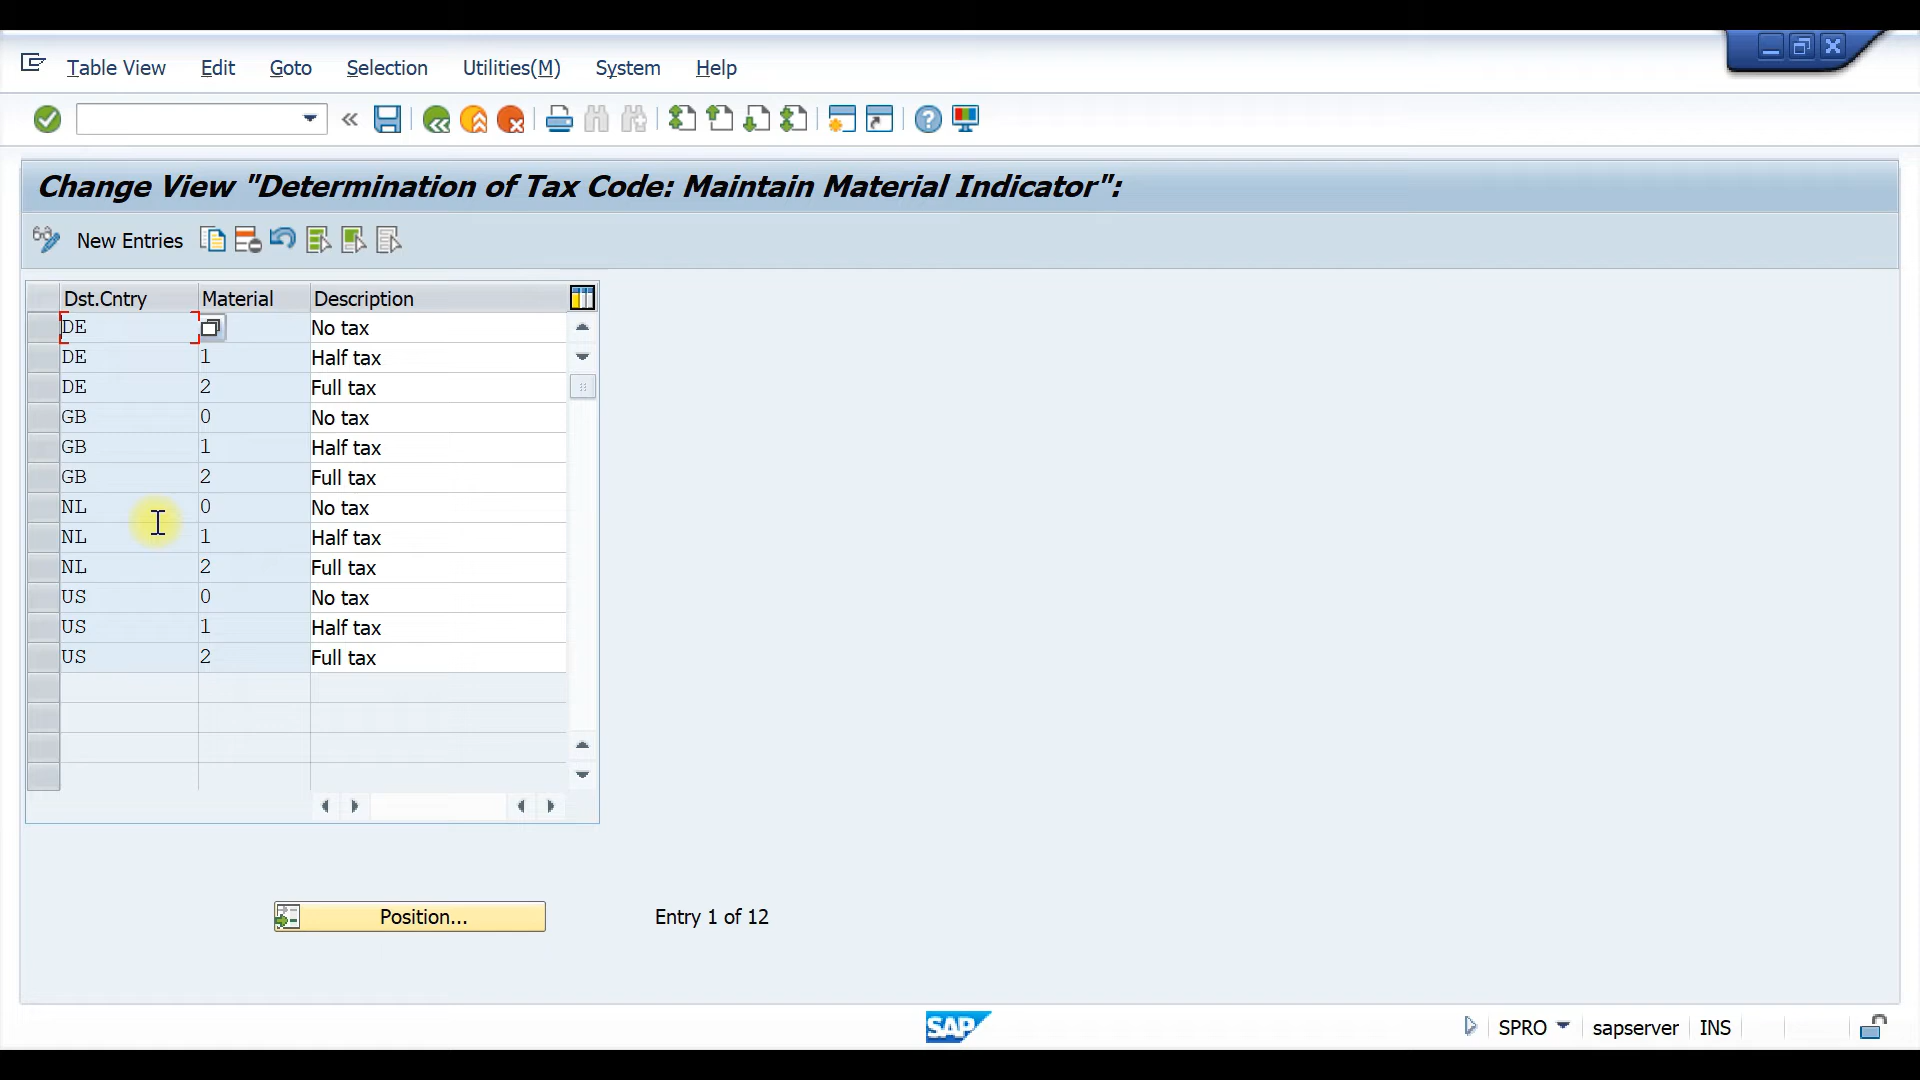 Table View Edit Goto Selection Utilities(M) System Help
Change View "Determination of Tax Code: Maintain Material Indicator":
New Entries
Dst.Cntry Material Description
DE No tax
DE 1 Half tax
DE 2 Full tax
GB 0 No tax
GB 1 Half tax
GB 2 Full tax
NL 0 No tax
NL 1 Half tax
NL 2 Full tax
US 0 No tax
US 1 Half tax
US 2 Full tax
Position... Entry 1 of 12
SAP SPRO sapserver INS